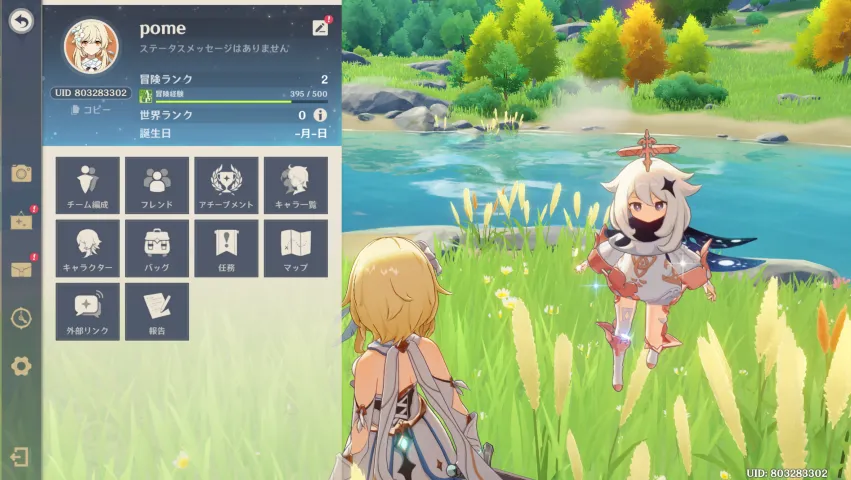 pome
ステータスメッセージはありません
UID 803283302
コピー
冒険ランク 2
冒険経験 395 / 500
世界ランク 0
誕生日 -月-日
チーム編成 フレンド アチーブメント キャラ一覧
キャラクター バッグ 任務 マップ
外部リンク 報告
UID: 803283302